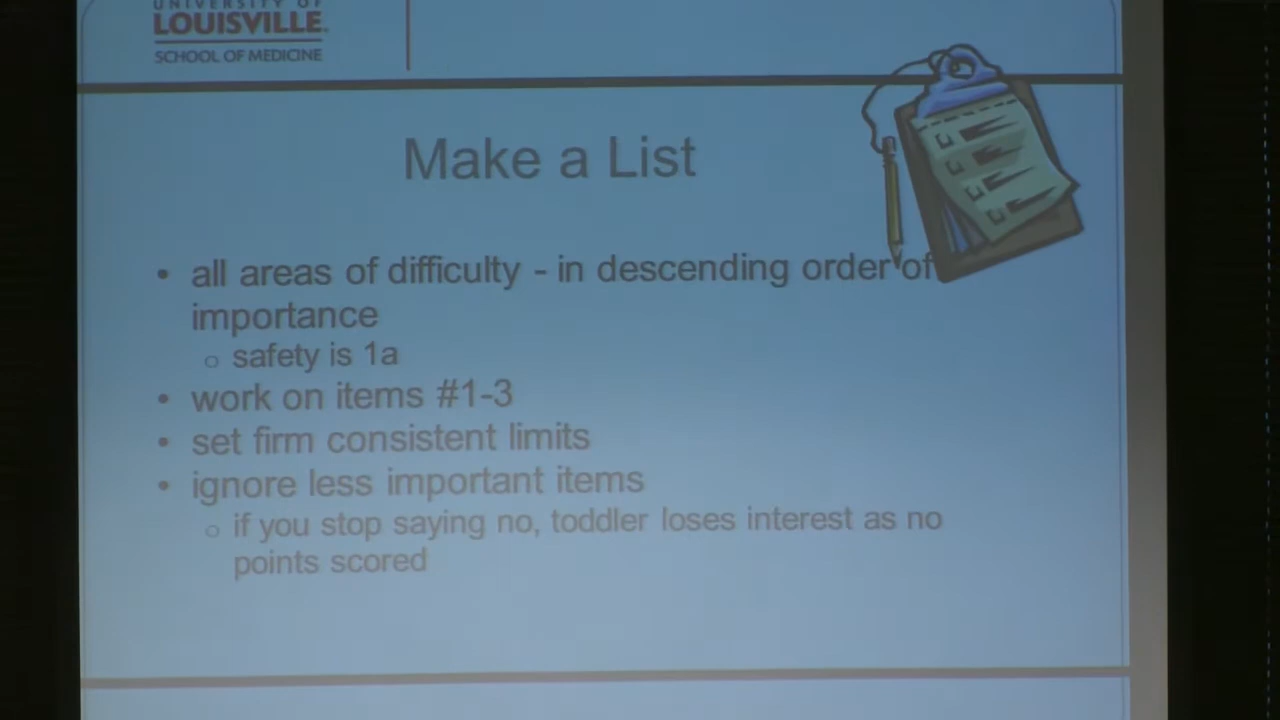 UNIVERSITY OF
LOUISVILLE.
SCHOOL OF MEDICINE
Make a List
• all areas of difficulty - in descending order of
importance
o safety is 1a
• work on items #1-3
• set firm consistent limits
• ignore less important items
o if you stop saying no, toddler loses interest as no
points scored